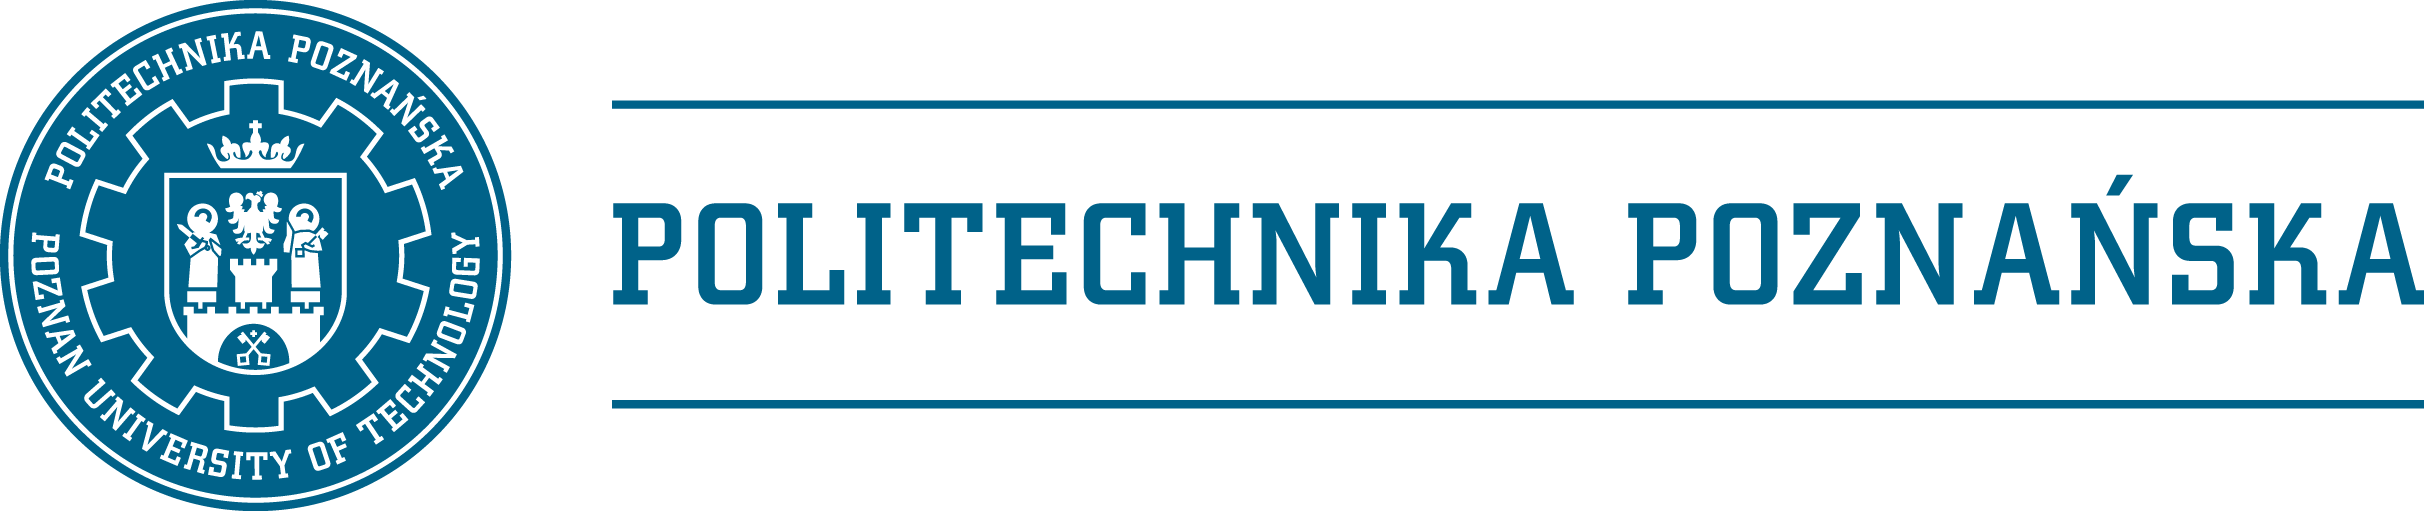 POLITECHNIKA POZNAŃSKA
POZNAN UNIVERSITY OF TECHNOLOGY
POLITECHNIKA POZNAŃSKA